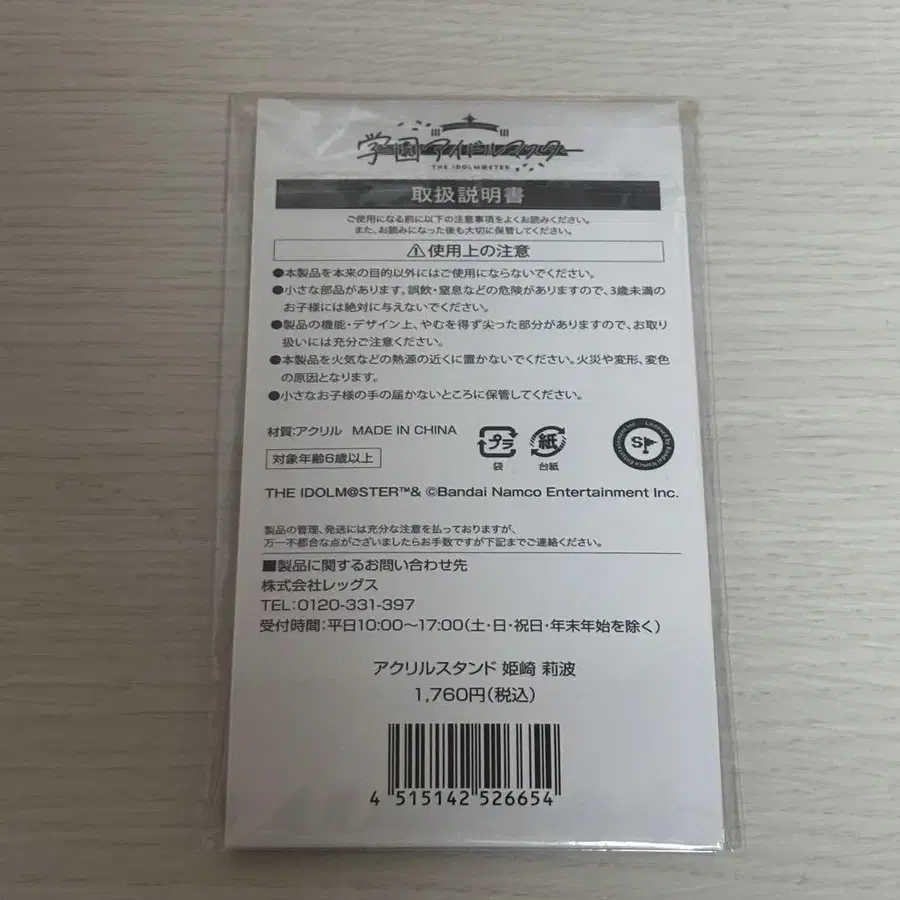 学園アイドルマスター
THE IDOLM@STER
取扱説明書
ご使用になる前に以下の注意事項をよくお読みください。
また、お読みになった後も大切に保管してください。
⚠使用上の注意
●本製品を本来の目的以外にはご使用にならないでください。
●小さな部品があります。誤飲・窒息などの危険がありますので、3歳未満の
お子様には絶対に与えないでください。
●製品の機能・デザイン上、やむを得ず尖った部分がありますので、お取り
扱いには充分ご注意ください。
●本製品を火気などの熱源の近くに置かないでください。火災や変形、変色
の原因となります。
●小さなお子様の手の届かないところに保管してください。
材質:アクリル MADE IN CHINA
プラ
袋
紙
台紙
S
Licensed by Bandai Namco Entertainment Inc.
対象年齢6歳以上
THE IDOLM@STER™& ©Bandai Namco Entertainment Inc.
製品の管理、発送には充分な注意を払っておりますが、
万一不都合な点がございましたらお手数ですが下記までご連絡ください。
■製品に関するお問い合わせ先
株式会社レッグス
TEL:0120-331-397
受付時間:平日10:00〜17:00(土・日・祝日・年末年始を除く)
アクリルスタンド 姫崎 莉波
1,760円(税込)
4 515142 526654